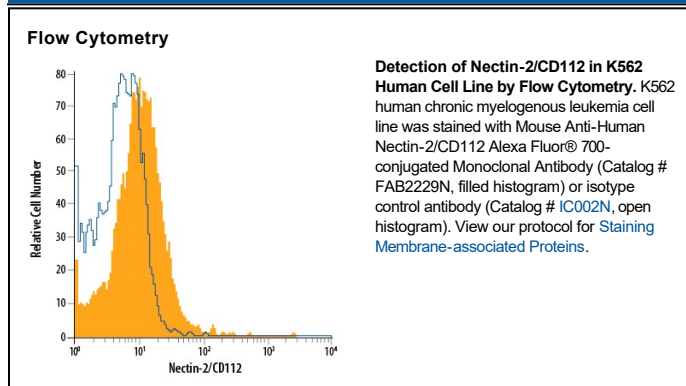 Flow Cytometry
80
70
60
50
40
30
20
10
0
Relative Cell Number
10⁰
10¹
10²
10³
10⁴
Nectin-2/CD112
Detection of Nectin-2/CD112 in K562
Human Cell Line by Flow Cytometry. K562
human chronic myelogenous leukemia cell
line was stained with Mouse Anti-Human
Nectin-2/CD112 Alexa Fluor® 700-
conjugated Monoclonal Antibody (Catalog #
FAB2229N, filled histogram) or isotype
control antibody (Catalog # IC002N, open
histogram). View our protocol for Staining
Membrane-associated Proteins.